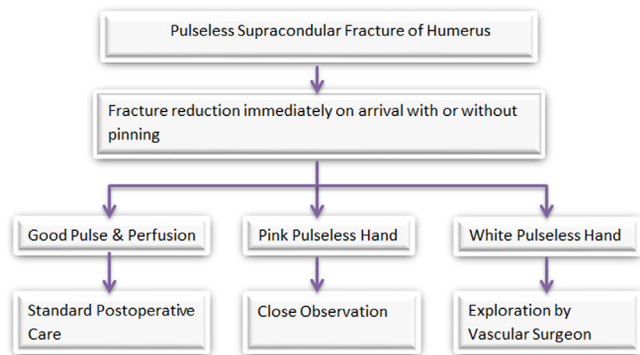 Pulseless Supracondular Fracture of Humerus
Fracture reduction immediately on arrival with or without
pinning
Good Pulse & Perfusion
Pink Pulseless Hand
White Pulseless Hand
Standard Postoperative
Care
Close Observation
Exploration by
Vascular Surgeon